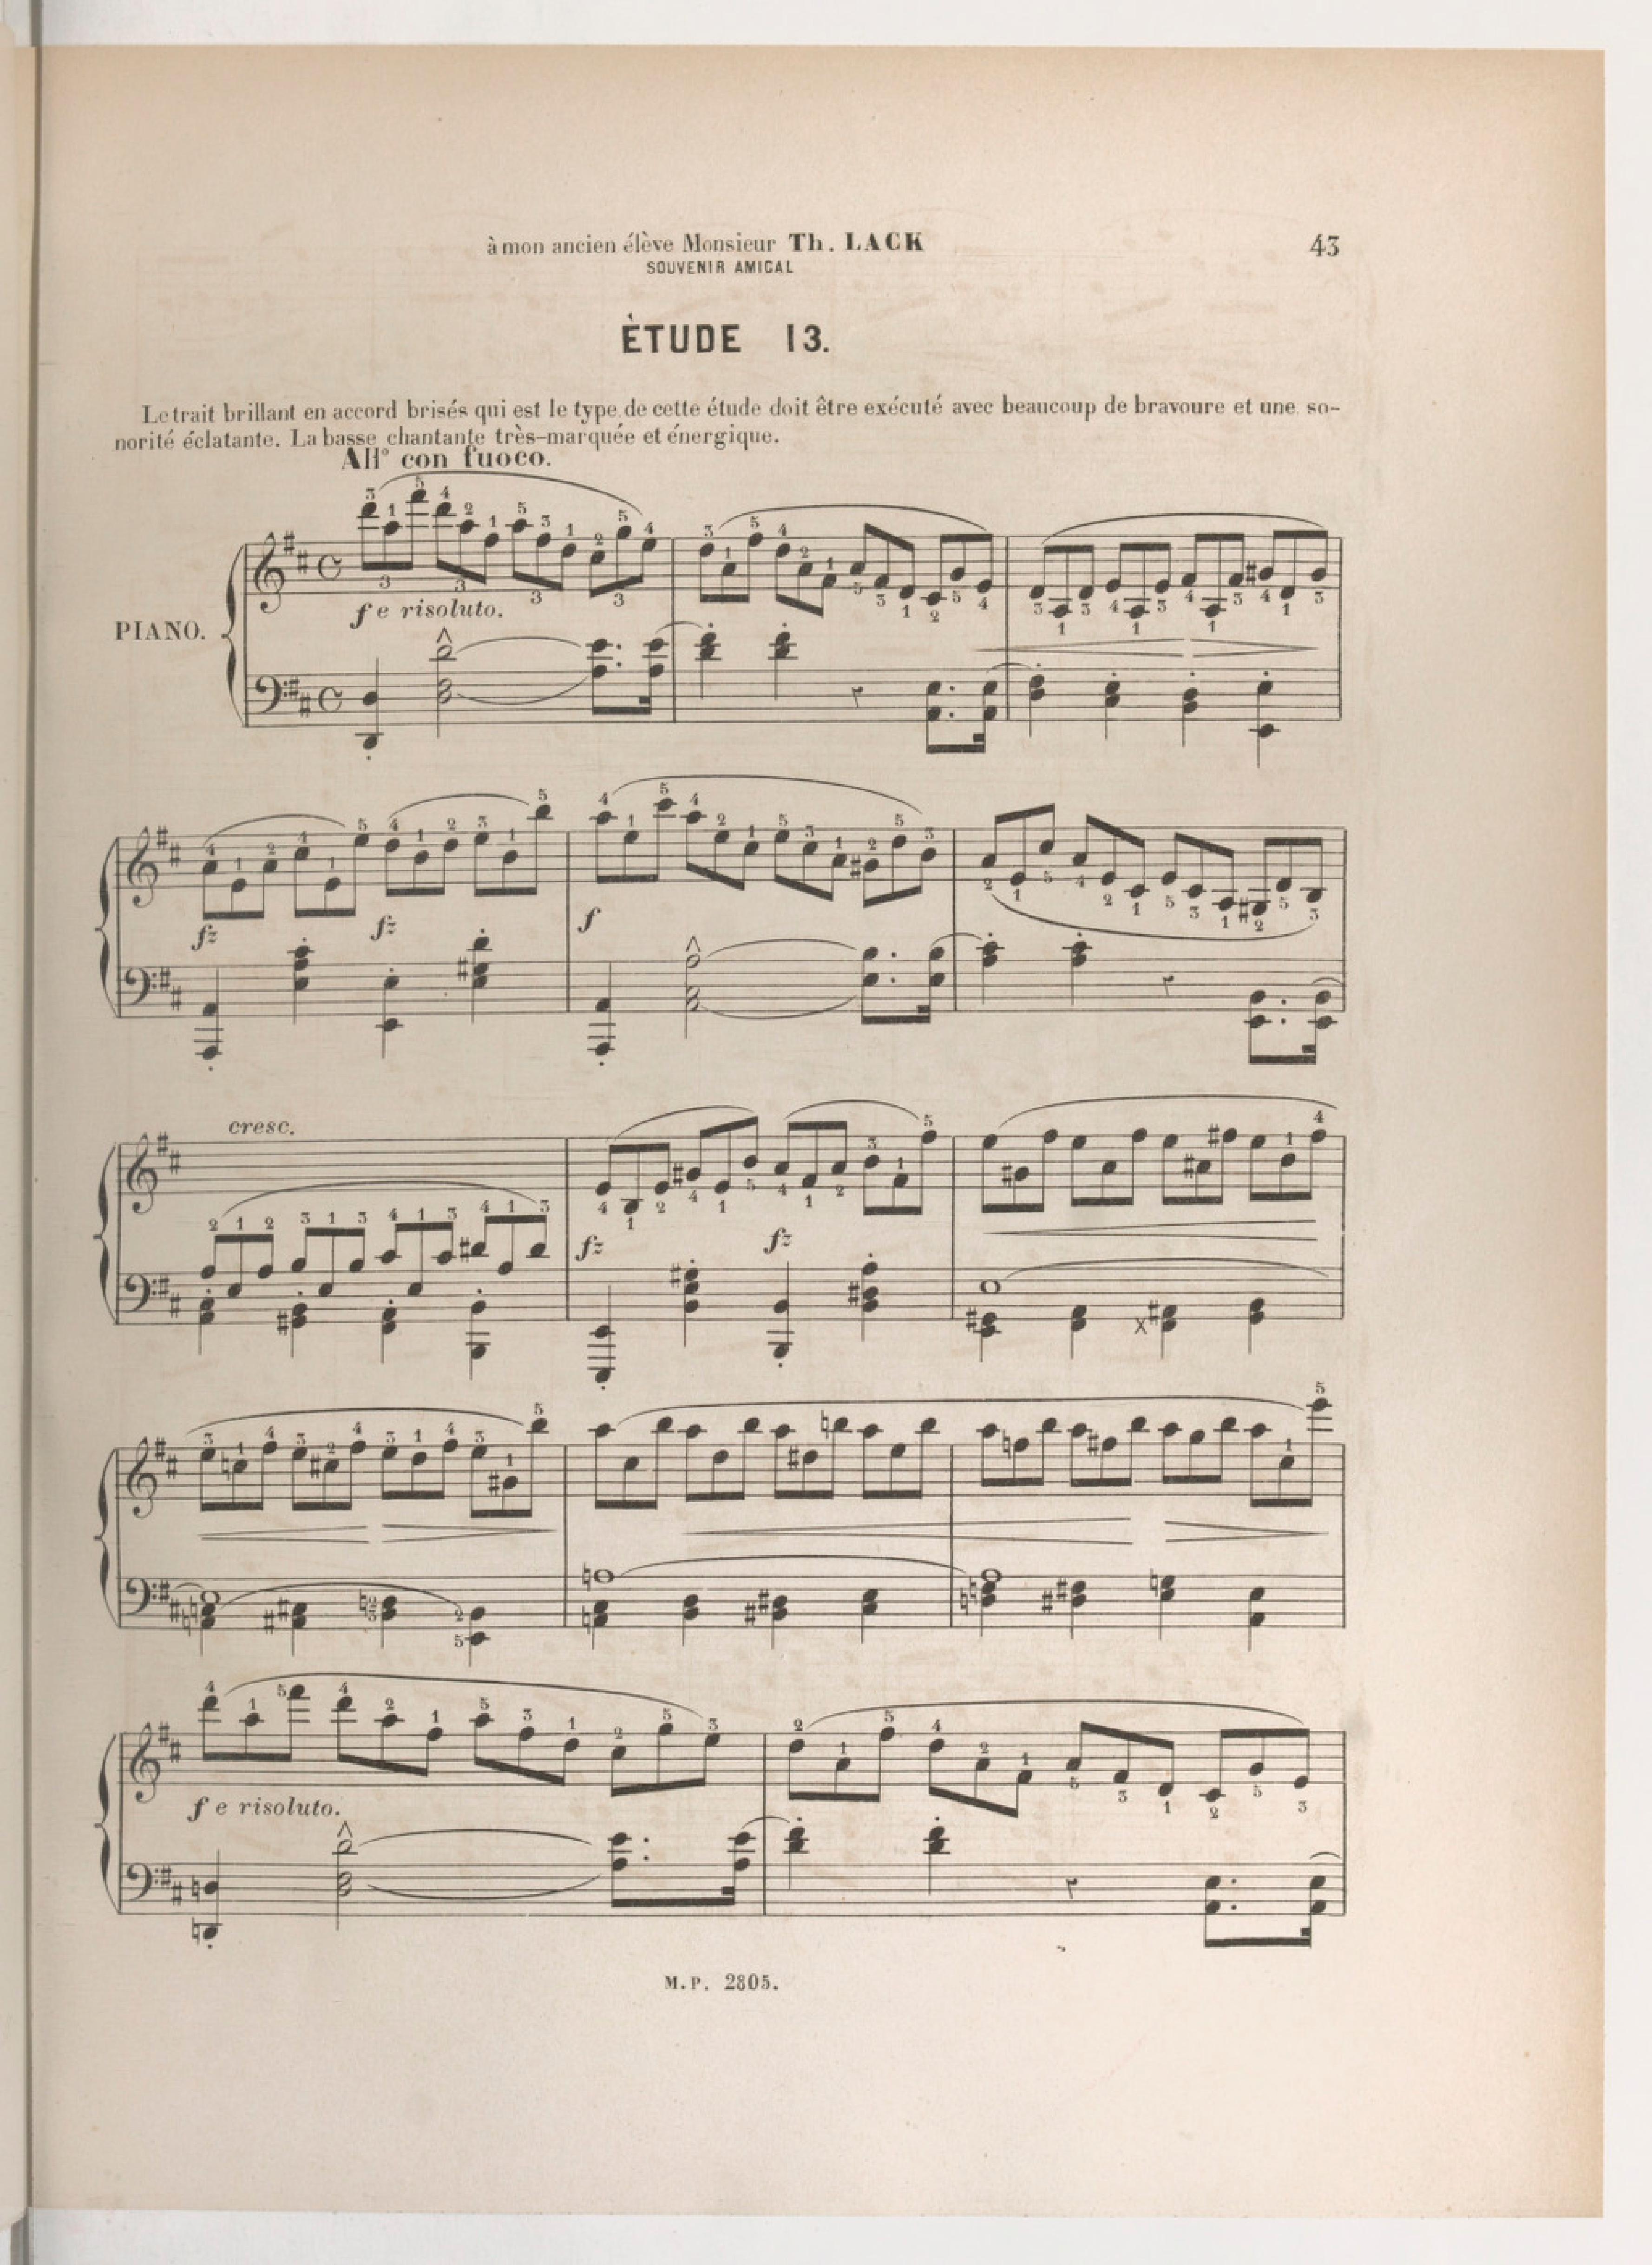 à mon ancien élève Monsieur Th. LACK
43
SOUVENIR AMICAL
ÈTUDE 13.
Le trait brillant en accord brisés qui est le type de cette étude doit être exécuté avec beaucoup de bravoure et une so-
norité éclatante. La basse chantante très-marquée et énergique.
All° con fuoco.
f e risoluto.
PIANO.
fz fz f
cresc.
fz fz
f e risoluto.
M.P. 2805.